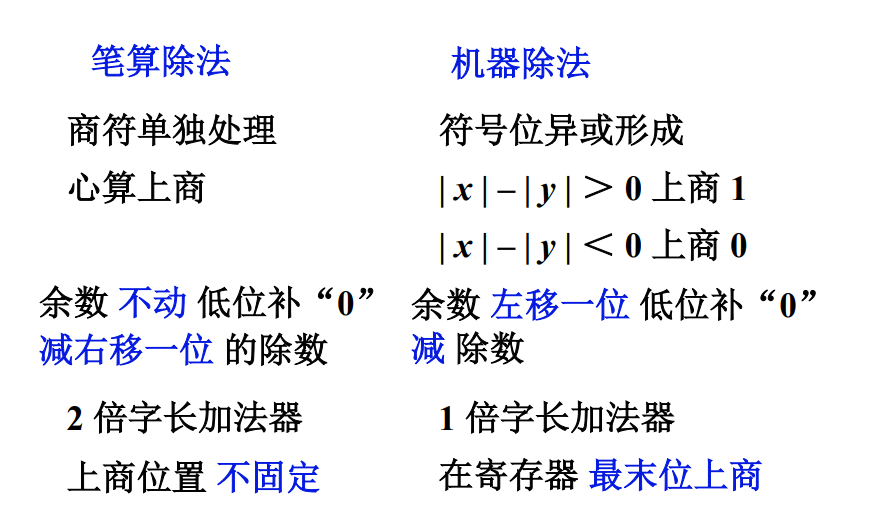 笔算除法
机器除法
商符单独处理
符号位异或形成
心算上商
| x | – | y | ＞ 0 上商 1
| x | – | y | ＜ 0 上商 0
余数 不动 低位补“0”
减右移一位 的除数
余数 左移一位 低位补“0”
减 除数
2 倍字长加法器
1 倍字长加法器
上商位置 不固定
在寄存器 最末位上商